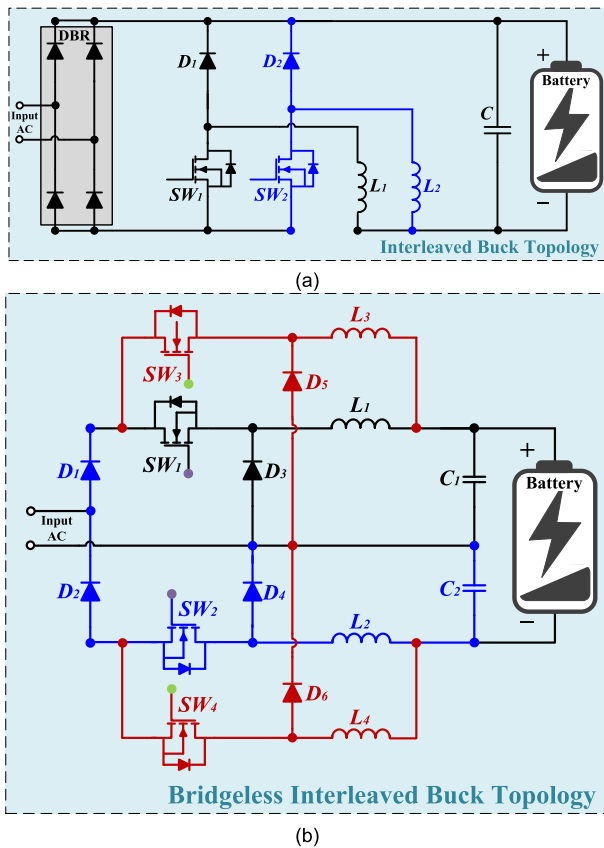 DBR
D1
D2
+
Battery
Input
AC
C
SW1
SW2
L1
L2
−
Interleaved Buck Topology
(a)
L3
SW3
D5
L1
SW1
+
D1
D3
C1
Battery
Input
AC
D2
SW2
D4
C2
L2
−
SW4
D6
L4
Bridgeless Interleaved Buck Topology
(b)